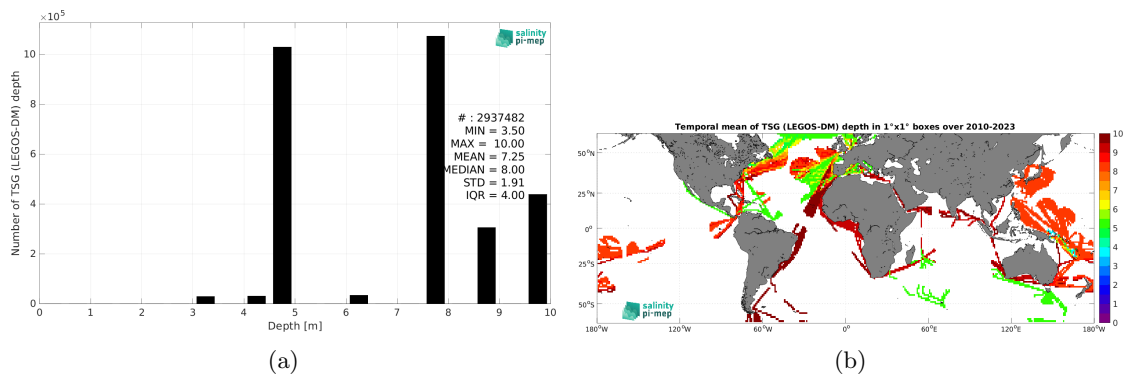 ×10⁵
salinity
pi-mep
Number of TSG (LEGOS-DM) depth
10
8
6
4
2
0
# : 2937482
MIN = 3.50
MAX = 10.00
MEAN = 7.25
MEDIAN = 8.00
STD = 1.91
IQR = 4.00
0 1 2 3 4 5 6 7 8 9 10
Depth [m]
(a)
Temporal mean of TSG (LEGOS-DM) depth in 1°x1° boxes over 2010-2023
50°N
25°N
0°
25°S
50°S
180°W 120°W 60°W 0°E 60°E 120°E 180°W
salinity
pi-mep
10
9
8
7
6
5
4
3
2
1
0
(b)